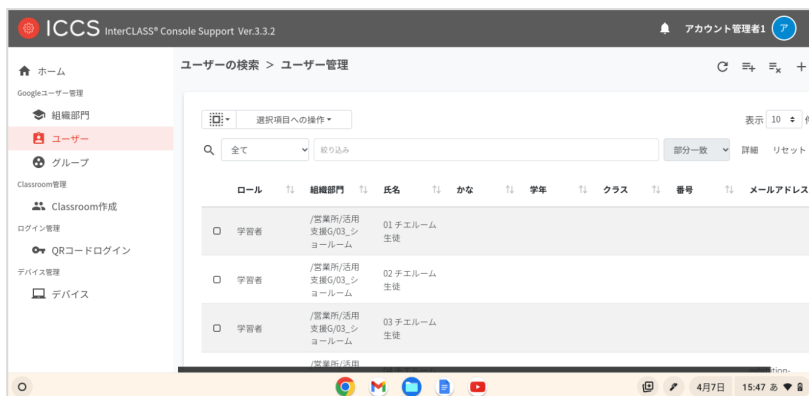 ICCS InterCLASS® Console Support Ver.3.3.2
アカウント管理者1 ア
ホーム
Googleユーザー管理
組織部門
ユーザー
グループ
Classroom管理
Classroom作成
ログイン管理
QRコードログイン
デバイス管理
デバイス
ユーザーの検索 > ユーザー管理
選択項目への操作
表示 10
全て 絞り込み 部分一致 詳細 リセット
ロール 組織部門 氏名 かな 学年 クラス 番号 メールアドレス
学習者
/営業所/活用
支援G/03_シ
ョールーム
01 チエルーム
生徒
学習者
/営業所/活用
支援G/03_シ
ョールーム
02 チエルーム
生徒
学習者
/営業所/活用
支援G/03_シ
ョールーム
03 チエルーム
生徒
/営業所/活用
4月7日 15:47 あ